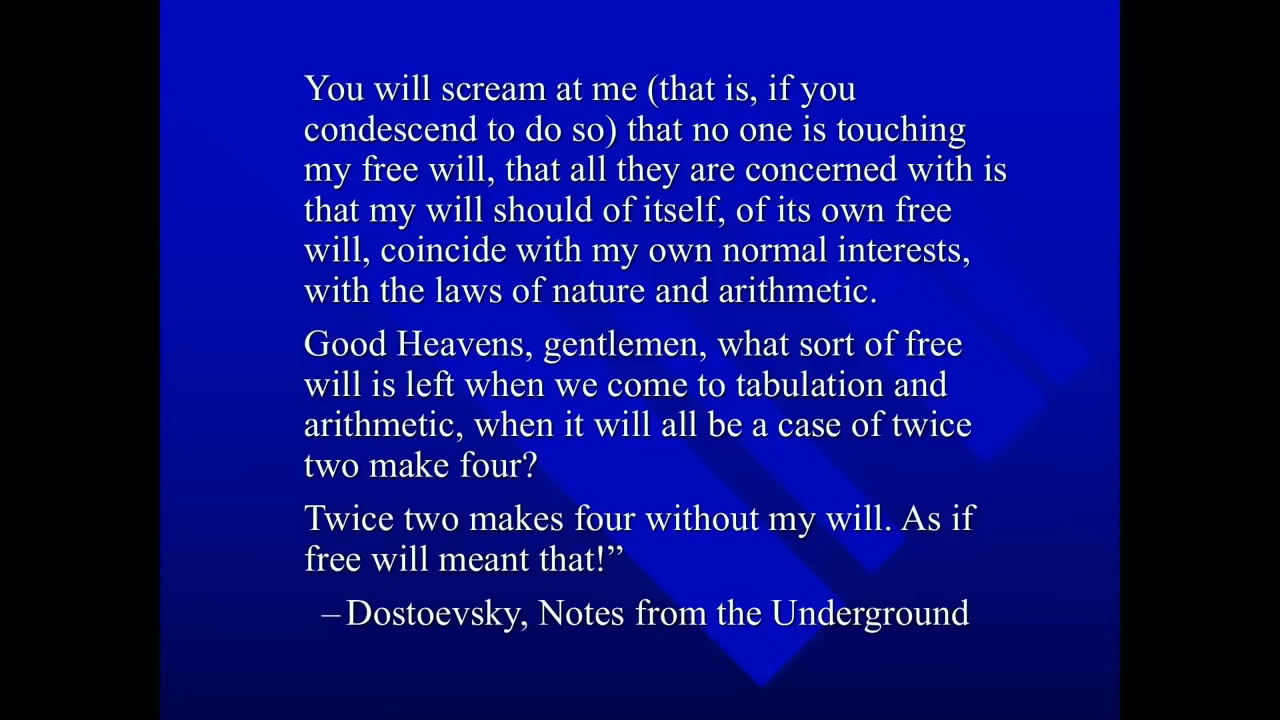 You will scream at me (that is, if you
condescend to do so) that no one is touching
my free will, that all they are concerned with is
that my will should of itself, of its own free
will, coincide with my own normal interests,
with the laws of nature and arithmetic.
Good Heavens, gentlemen, what sort of free
will is left when we come to tabulation and
arithmetic, when it will all be a case of twice
two make four?
Twice two makes four without my will. As if
free will meant that!”
– Dostoevsky, Notes from the Underground